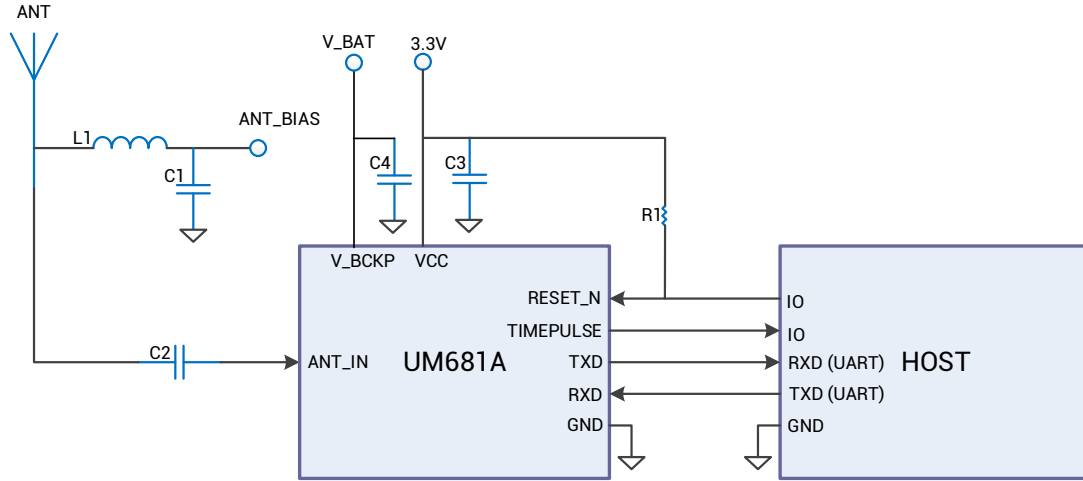 ANT
V_BAT
3.3V
ANT_BIAS
L1
C1
C4
C3
R1
V_BCKP
VCC
RESET_N
IO
TIMEPULSE
IO
C2
ANT_IN
UM681A
TXD
RXD (UART)
HOST
RXD
TXD (UART)
GND
GND